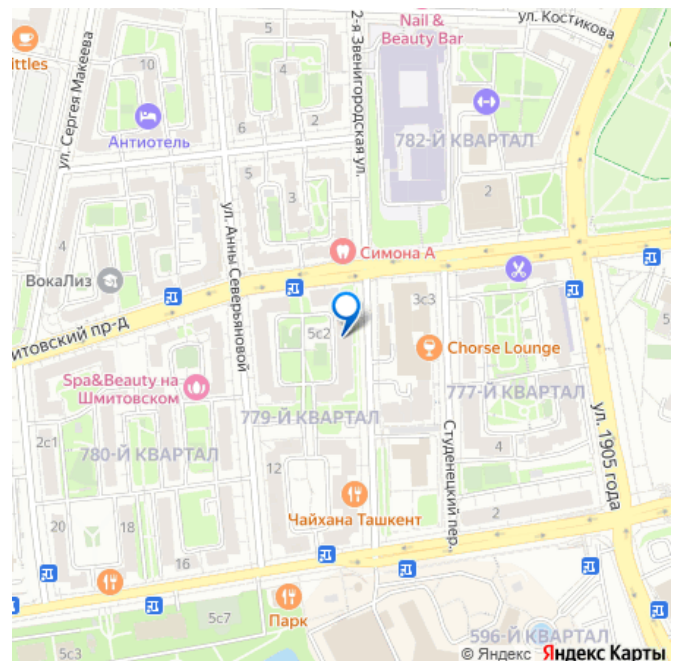 Nail &
Beauty Bar
ул. Костикова
ittles
ул. Сергея Макеева
10
5
4
2-я Звенигородская ул.
Антиотель
6
2
782-Й КВАРТАЛ
5
3
2
4
Симона А
ВокаЛиз
ул. Анны Северьяновой
3с3
5
митовский пр-д
5с2
Chorse Lounge
Spa&Beauty на
Шмитовском
777-Й КВАРТАЛ
779-Й КВАРТАЛ
ул. 1905 года
2с1
780-Й КВАРТАЛ
12
4
Студенецкий пер.
Чайхана Ташкент
2
20
18
16
5с7
Парк
5с3
596-Й КВАРТАЛ
© Яндекс Яндекс Карты